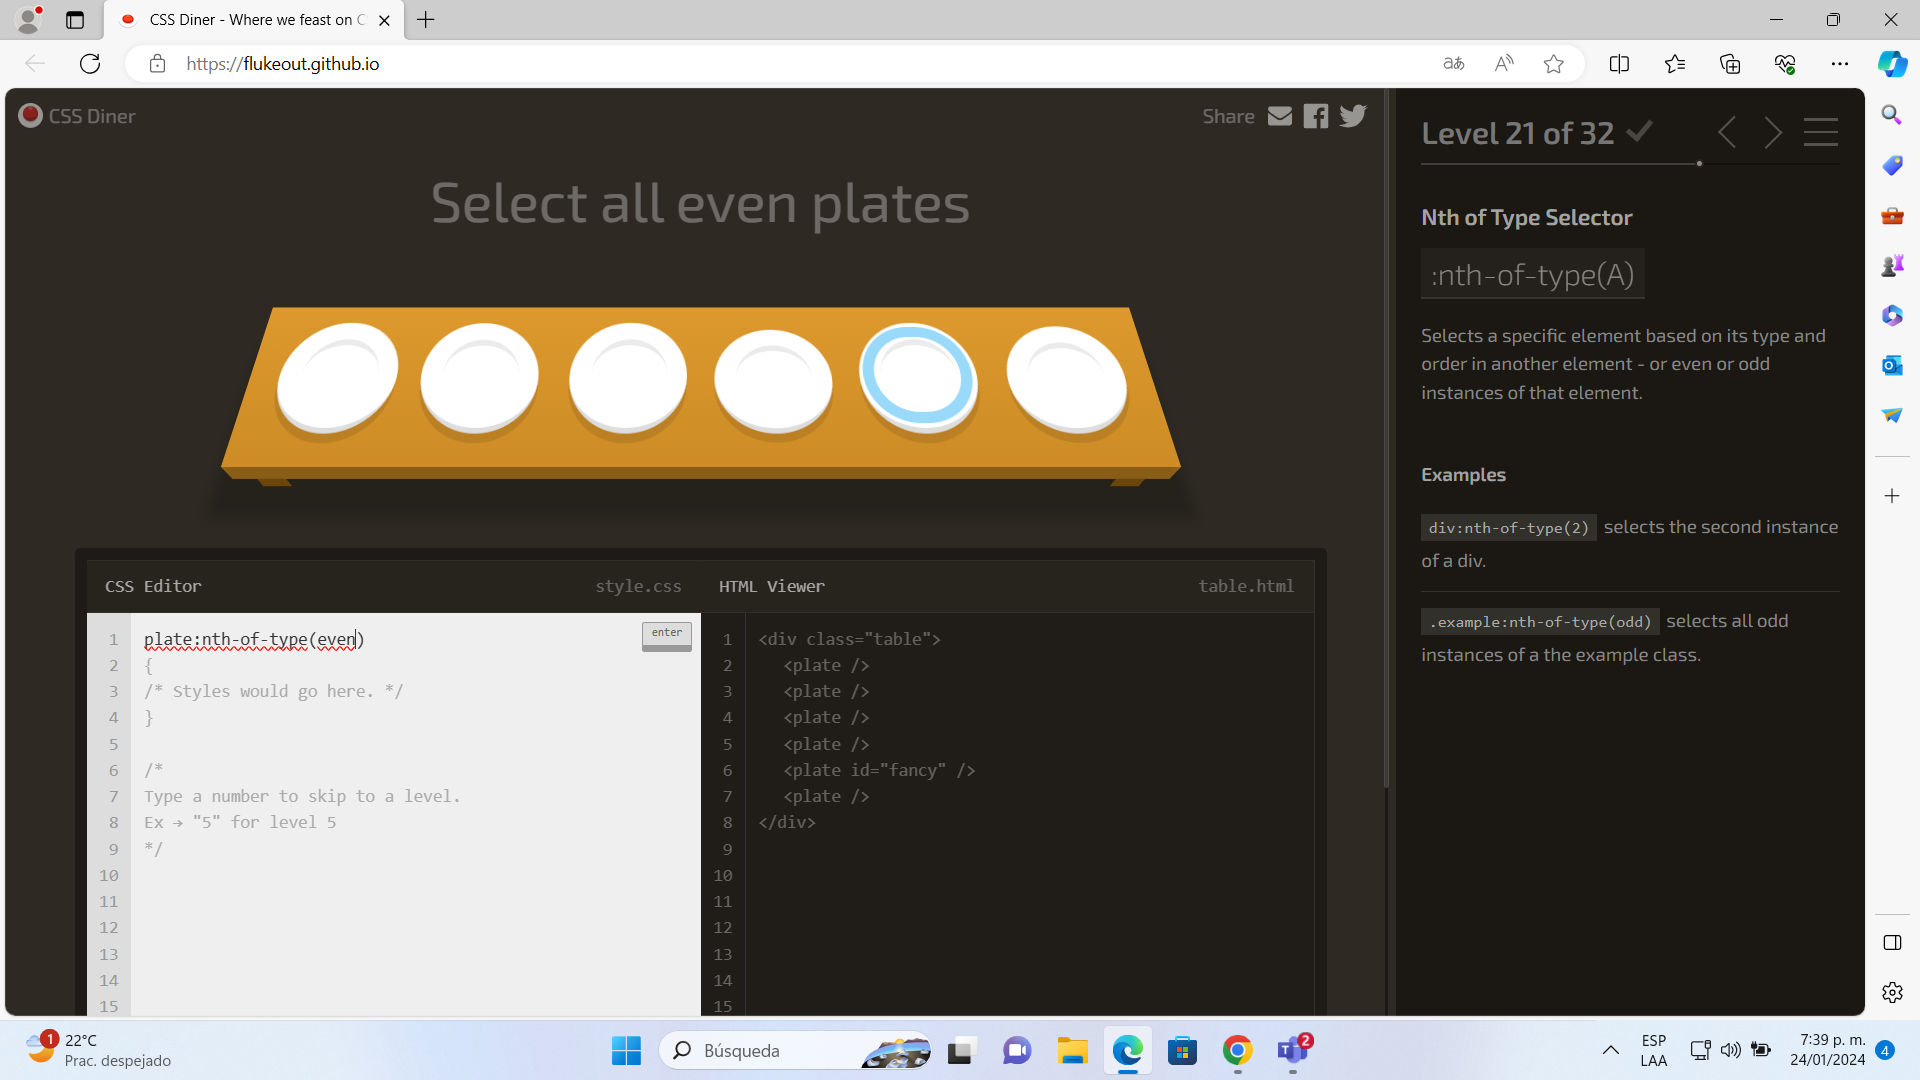 CSS Diner - Where we feast on C
https://flukeout.github.io
CSS Diner
Share
Select all even plates
CSS Editor
style.css
1
2
3
4
5
6
7
8
9
10
11
12
13
14
15
plate:nth-of-type(even)
{
/* Styles would go here. */
}
/*
Type a number to skip to a level.
Ex → "5" for level 5
*/
enter
HTML Viewer
table.html
1
2
3
4
5
6
7
8
9
10
11
12
13
14
15
<div class="table">
<plate />
<plate />
<plate />
<plate />
<plate id="fancy" />
<plate />
</div>
Level 21 of 32
Nth of Type Selector
:nth-of-type(A)
Selects a specific element based on its type and
order in another element - or even or odd
instances of that element.
Examples
div:nth-of-type(2) selects the second instance
of a div.
.example:nth-of-type(odd) selects all odd
instances of a the example class.
1
22°C
Prac. despejado
Búsqueda
2
ESP
LAA
7:39 p. m.
24/01/2024
4